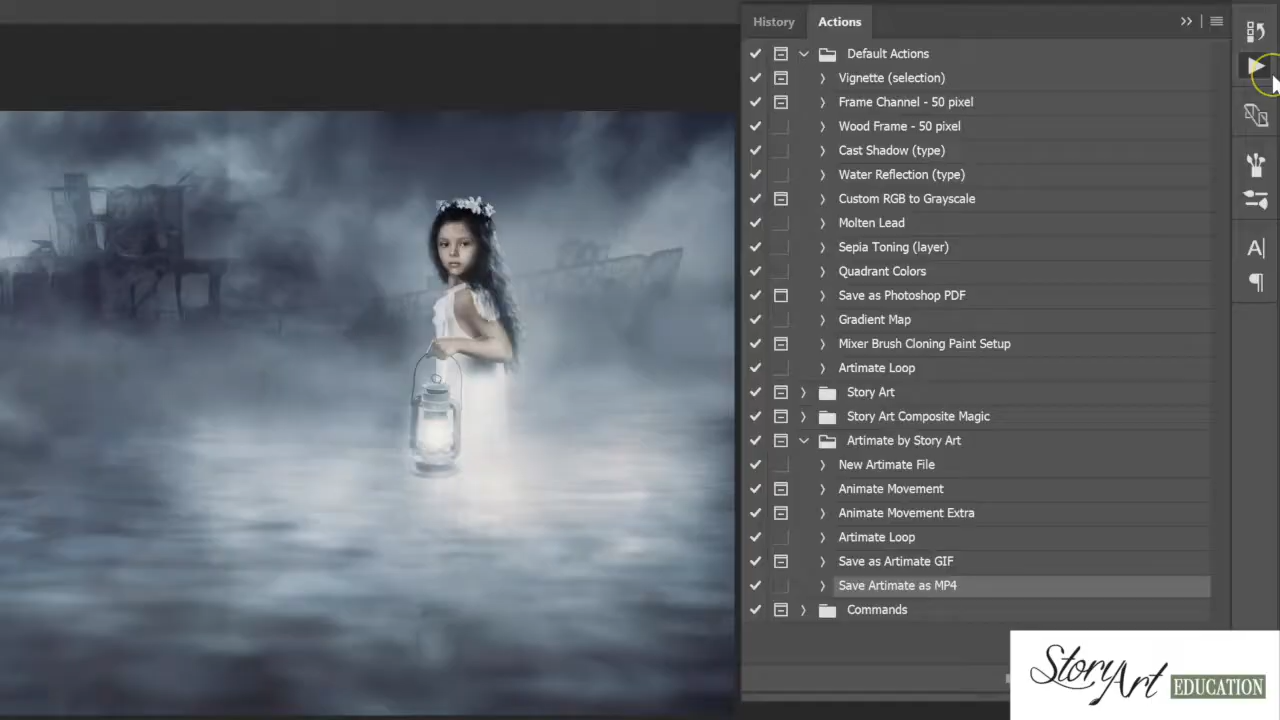 History
Actions
Default Actions
Vignette (selection)
Frame Channel - 50 pixel
Wood Frame - 50 pixel
Cast Shadow (type)
Water Reflection (type)
Custom RGB to Grayscale
Molten Lead
Sepia Toning (layer)
Quadrant Colors
Save as Photoshop PDF
Gradient Map
Mixer Brush Cloning Paint Setup
Artimate Loop
Story Art
Story Art Composite Magic
Artimate by Story Art
New Artimate File
Animate Movement
Animate Movement Extra
Artimate Loop
Save as Artimate GIF
Save Artimate as MP4
Commands
StoryArt EDUCATION